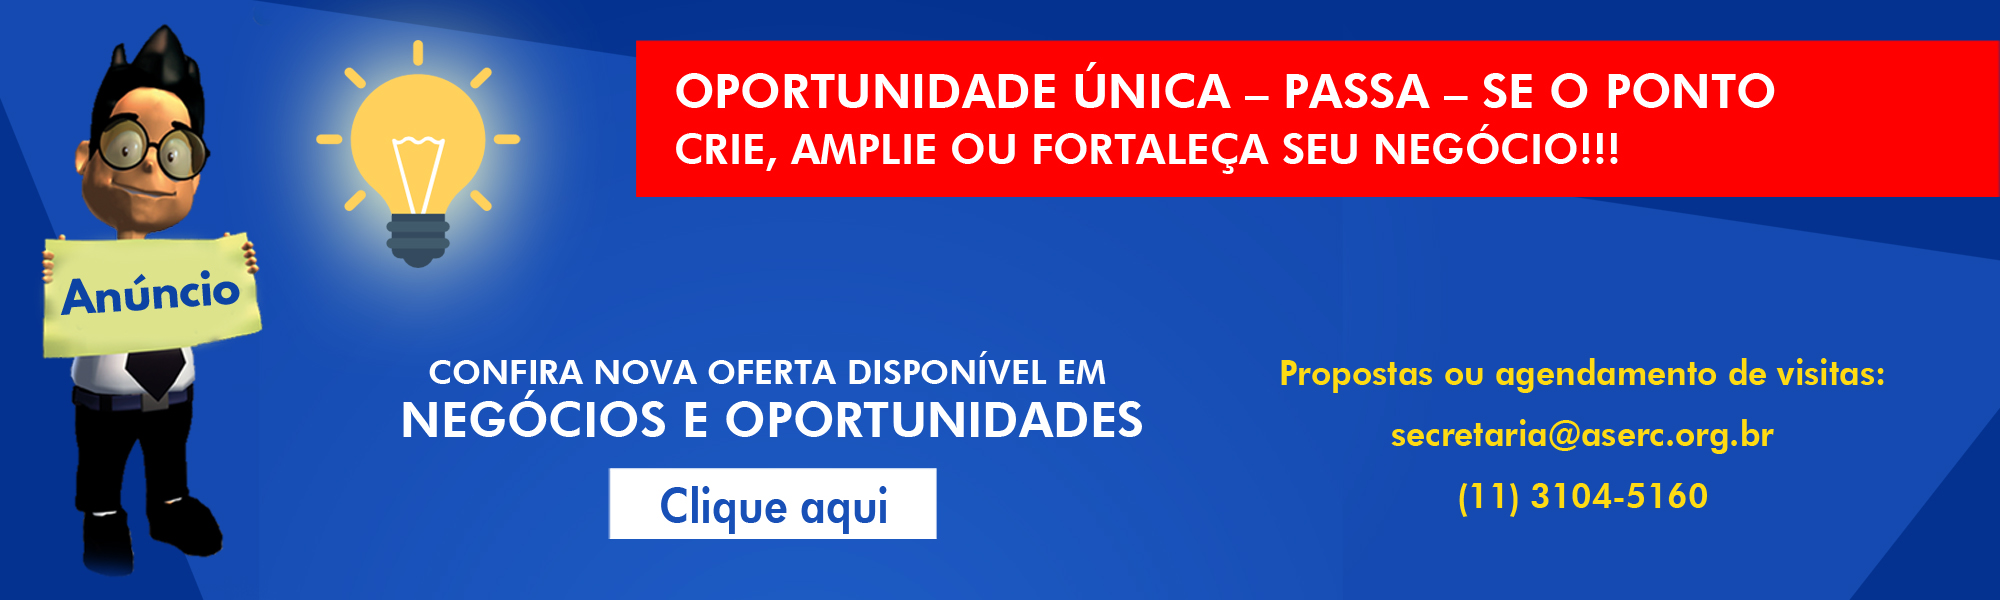 OPORTUNIDADE ÚNICA – PASSA – SE O PONTO
CRIE, AMPLIE OU FORTALEÇA SEU NEGÓCIO!!!
Anúncio
CONFIRA NOVA OFERTA DISPONÍVEL EM
NEGÓCIOS E OPORTUNIDADES
Clique aqui
Propostas ou agendamento de visitas:
secretaria@aserc.org.br
(11) 3104-5160